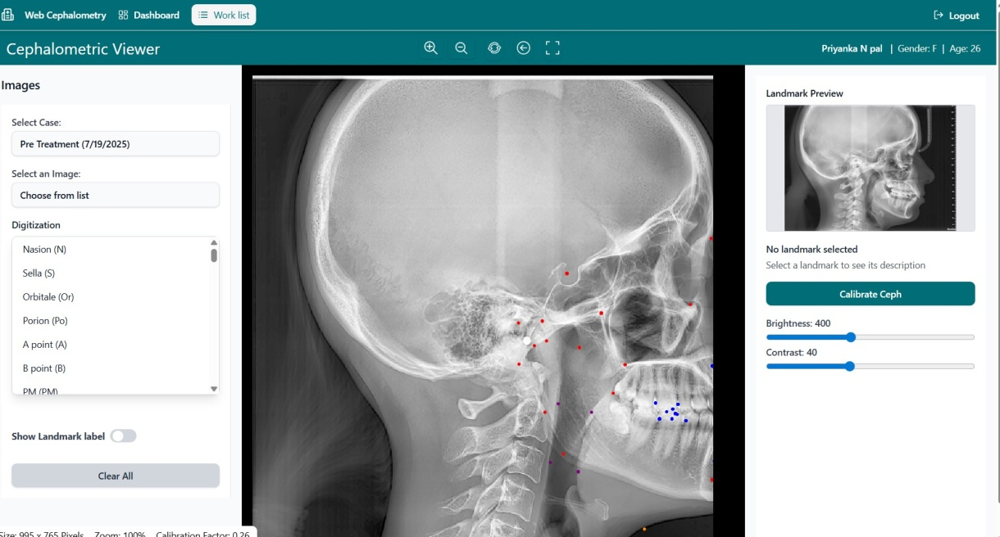 Web Cephalometry Dashboard Work list Logout
Cephalometric Viewer Priyanka N pal | Gender: F | Age: 26
Images
Select Case:
Pre Treatment (7/19/2025)
Select an Image:
Choose from list
Digitization
Nasion (N)
Sella (S)
Orbitale (Or)
Porion (Po)
A point (A)
B point (B)
PM (PM)
Show Landmark label
Clear All
Size: 995 x 765 Pixels Zoom: 100% Calibration Factor: 0.26
Landmark Preview
No landmark selected
Select a landmark to see its description
Calibrate Ceph
Brightness: 400
Contrast: 40